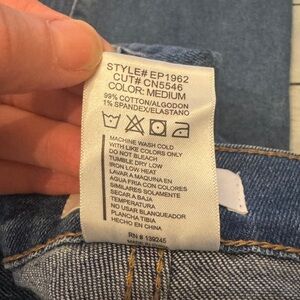 STYLE# EP1962
CUT# CN5546
COLOR: MEDIUM
99% COTTON/ALGODON
1% SPANDEX/ELASTANO
MACHINE WASH COLD
WITH LIKE COLORS ONLY
DO NOT BLEACH
TUMBLE DRY LOW
IRON LOW HEAT
LAVAR A MAQUINA EN
AGUA FRIA CON COLORES
SIMILARES SOLAMENTE
SECAR A BAJA
TEMPERATURA
NO USAR BLANQUEADOR
PLANCHA TIBIA
HECHO EN CHINA
RN # 139245